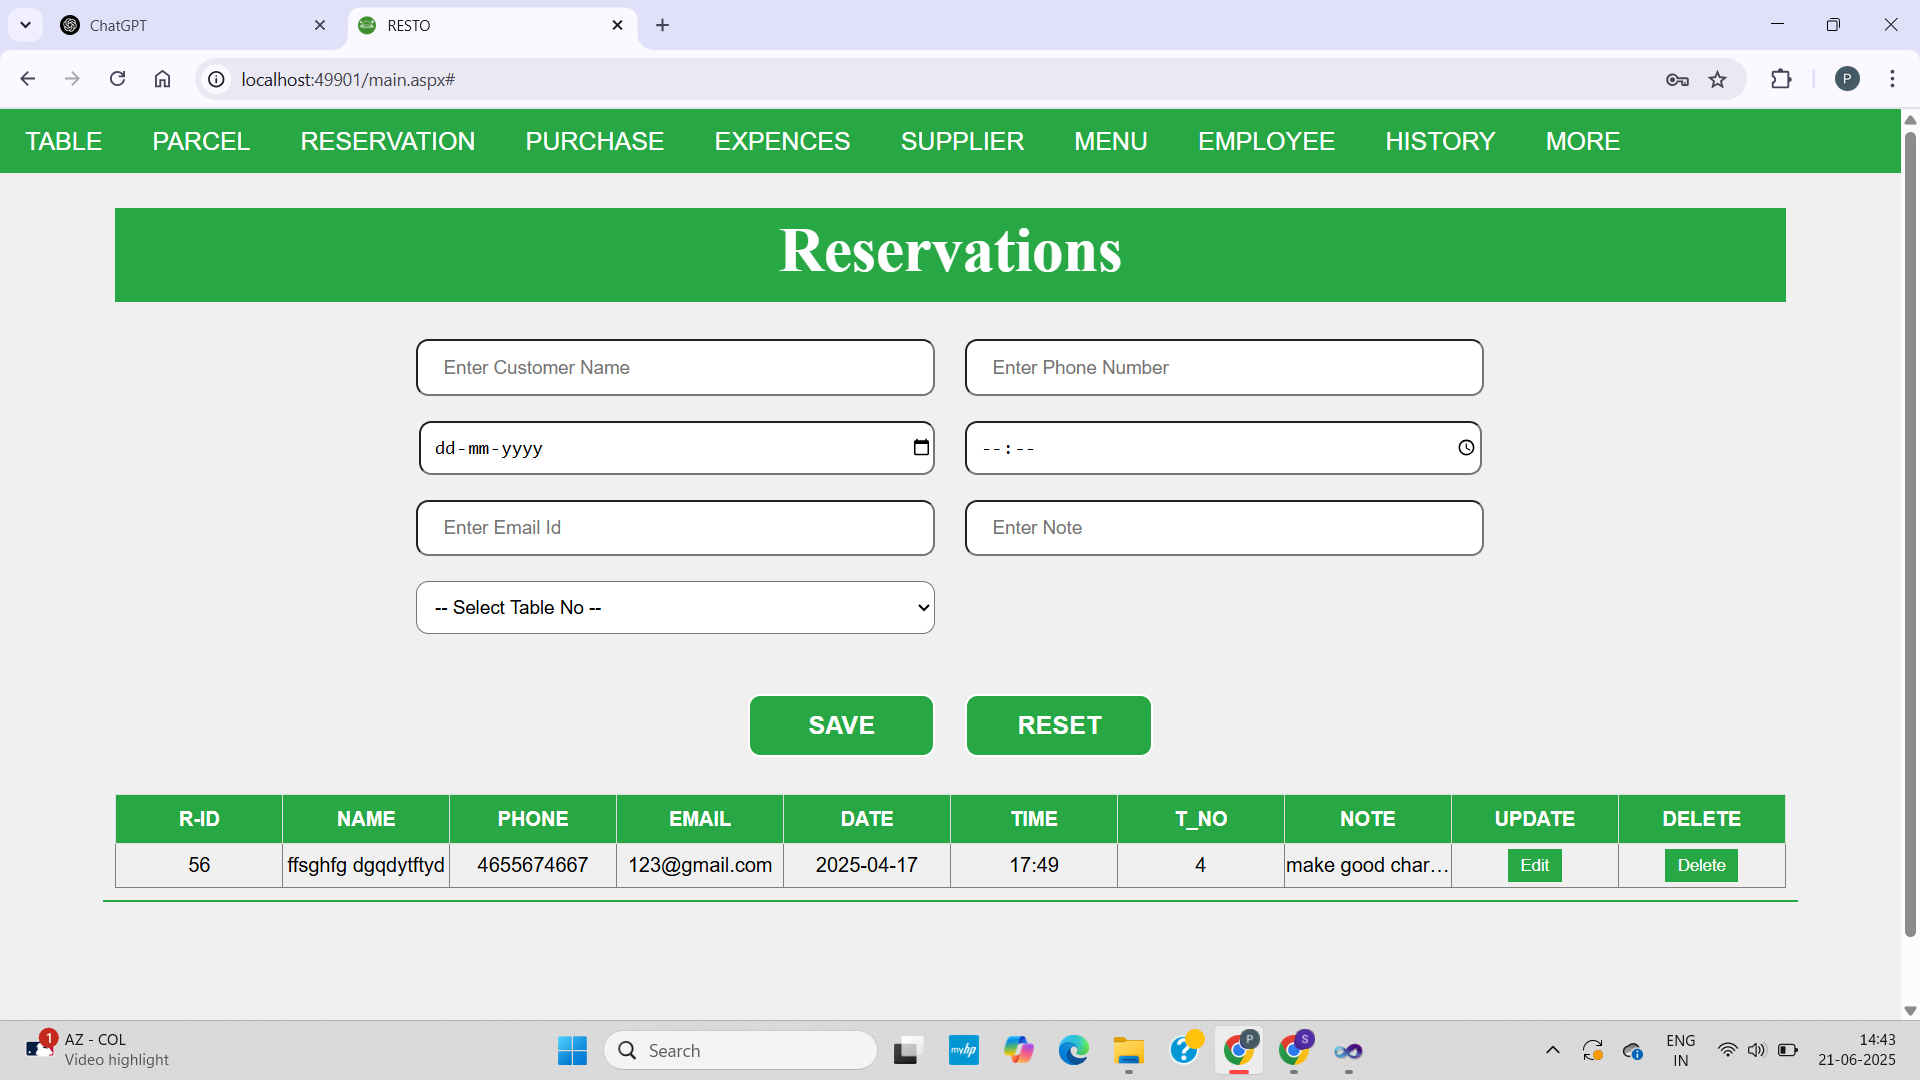 ChatGPT
RESTO
localhost:49901/main.aspx#
P
TABLE PARCEL RESERVATION PURCHASE EXPENCES SUPPLIER MENU EMPLOYEE HISTORY MORE
Reservations
Enter Customer Name
Enter Phone Number
dd-mm-yyyy
--:--
Enter Email Id
Enter Note
-- Select Table No --
SAVE
RESET
R-ID NAME PHONE EMAIL DATE TIME T_NO NOTE UPDATE DELETE
56 ffsghfg dgqdytftyd 4655674667 123@gmail.com 2025-04-17 17:49 4 make good char... Edit Delete
1
AZ - COL
Video highlight
Search
myhp
P
S
ENG
IN
14:43
21-06-2025